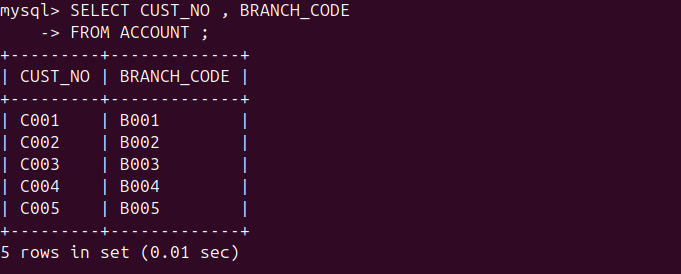 mysql> SELECT CUST_NO , BRANCH_CODE
    -> FROM ACCOUNT ;
+---------+-------------+
| CUST_NO | BRANCH_CODE |
+---------+-------------+
| C001    | B001        |
| C002    | B002        |
| C003    | B003        |
| C004    | B004        |
| C005    | B005        |
+---------+-------------+
5 rows in set (0.01 sec)